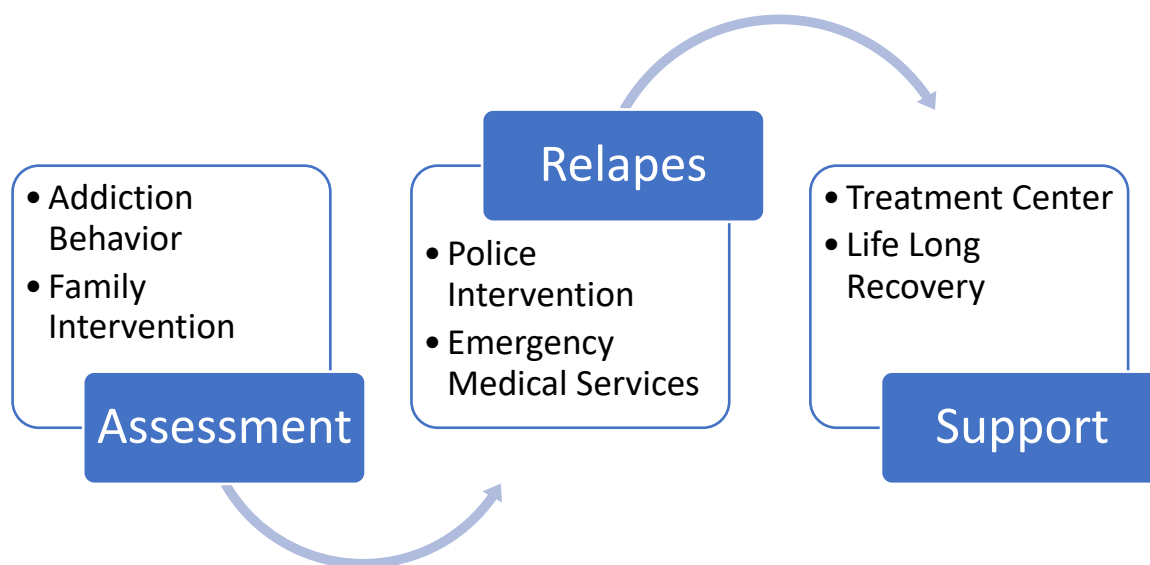 • Addiction
Behavior
• Family
Intervention
Assessment
Relapes
• Police
Intervention
• Emergency
Medical Services
• Treatment Center
• Life Long
Recovery
Support